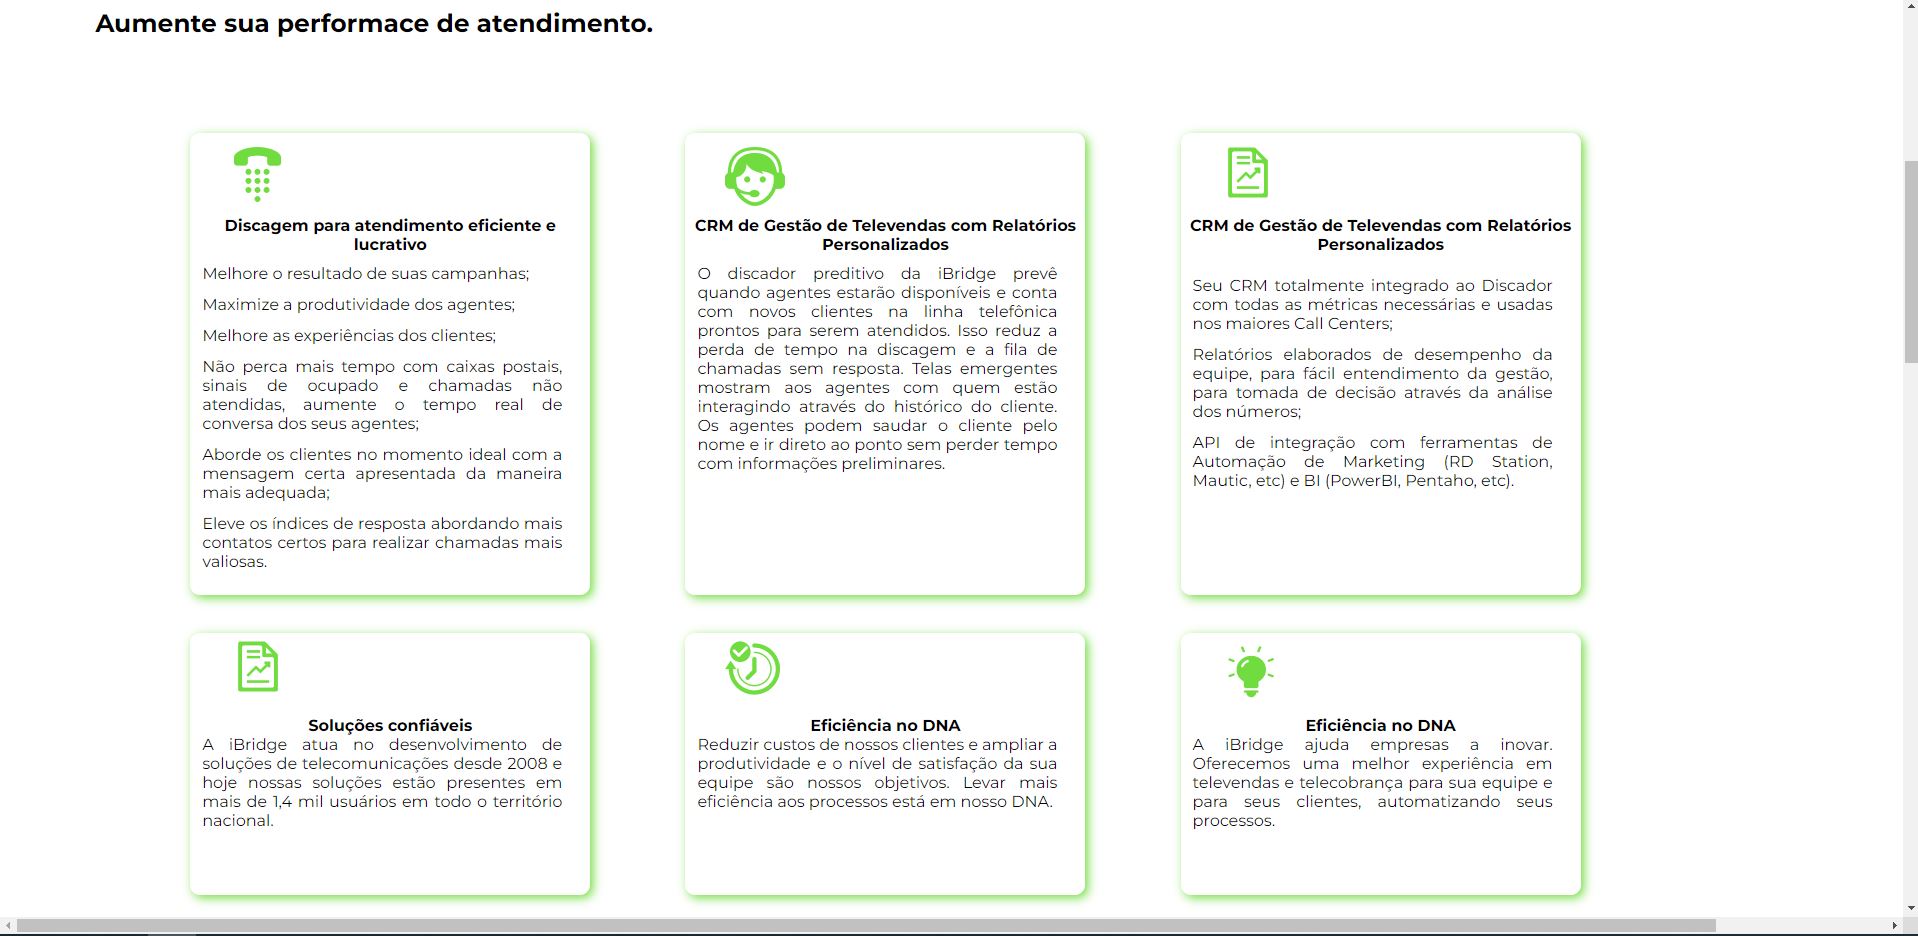 Aumente sua performace de atendimento.
Discagem para atendimento eficiente e
lucrativo
Melhore o resultado de suas campanhas;
Maximize a produtividade dos agentes;
Melhore as experiências dos clientes;
Não perca mais tempo com caixas postais,
sinais de ocupado e chamadas não
atendidas, aumente o tempo real de
conversa dos seus agentes;
Aborde os clientes no momento ideal com a
mensagem certa apresentada da maneira
mais adequada;
Eleve os índices de resposta abordando mais
contatos certos para realizar chamadas mais
valiosas.
CRM de Gestão de Televendas com Relatórios
Personalizados
O discador preditivo da iBridge prevê
quando agentes estarão disponíveis e conta
com novos clientes na linha telefônica
prontos para serem atendidos. Isso reduz a
perda de tempo na discagem e a fila de
chamadas sem resposta. Telas emergentes
mostram aos agentes com quem estão
interagindo através do histórico do cliente.
Os agentes podem saudar o cliente pelo
nome e ir direto ao ponto sem perder tempo
com informações preliminares.
CRM de Gestão de Televendas com Relatórios
Personalizados
Seu CRM totalmente integrado ao Discador
com todas as métricas necessárias e usadas
nos maiores Call Centers;
Relatórios elaborados de desempenho da
equipe, para fácil entendimento da gestão,
para tomada de decisão através da análise
dos números;
API de integração com ferramentas de
Automação de Marketing (RD Station,
Mautic, etc) e BI (PowerBI, Pentaho, etc).
Soluções confiáveis
A iBridge atua no desenvolvimento de
soluções de telecomunicações desde 2008 e
hoje nossas soluções estão presentes em
mais de 1,4 mil usuários em todo o território
nacional.
Eficiência no DNA
Reduzir custos de nossos clientes e ampliar a
produtividade e o nível de satisfação da sua
equipe são nossos objetivos. Levar mais
eficiência aos processos está em nosso DNA.
Eficiência no DNA
A iBridge ajuda empresas a inovar.
Oferecemos uma melhor experiência em
televendas e telecobrança para sua equipe e
para seus clientes, automatizando seus
processos.